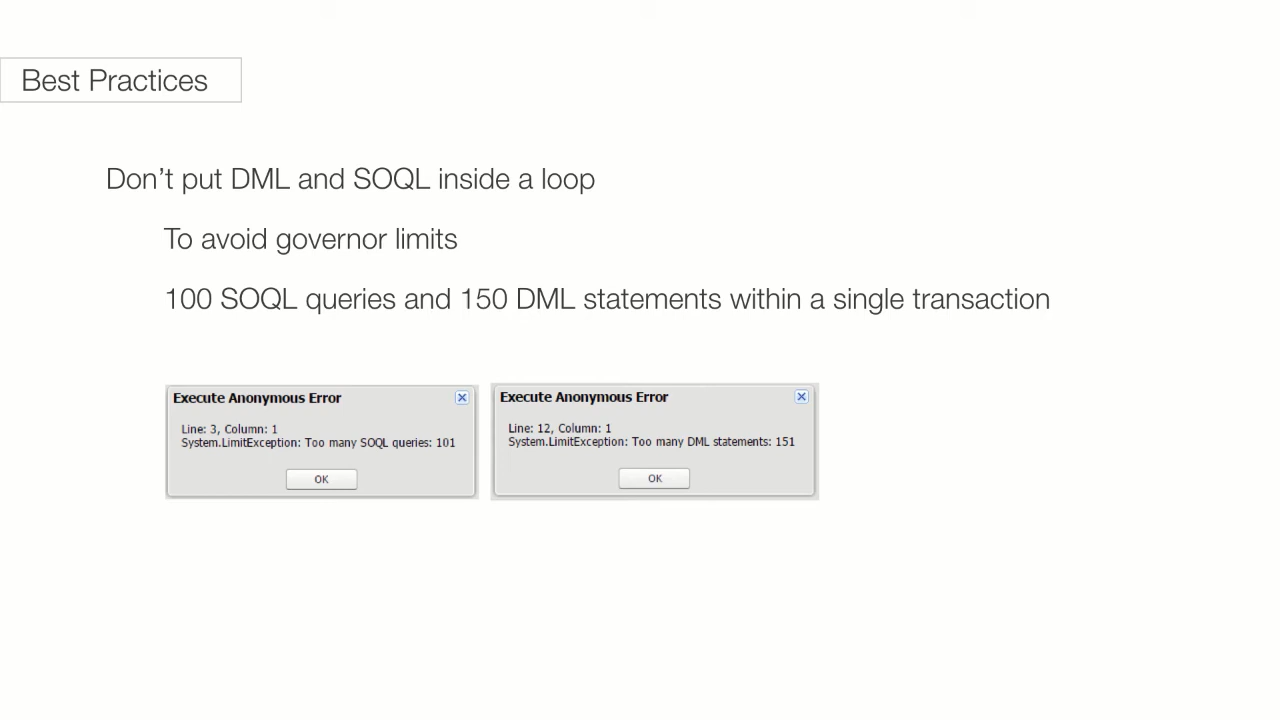 Best Practices
Don’t put DML and SOQL inside a loop
To avoid governor limits
100 SOQL queries and 150 DML statements within a single transaction
Execute Anonymous Error
Line: 3, Column: 1
System.LimitException: Too many SOQL queries: 101
OK
Execute Anonymous Error
Line: 12, Column: 1
System.LimitException: Too many DML statements: 151
OK